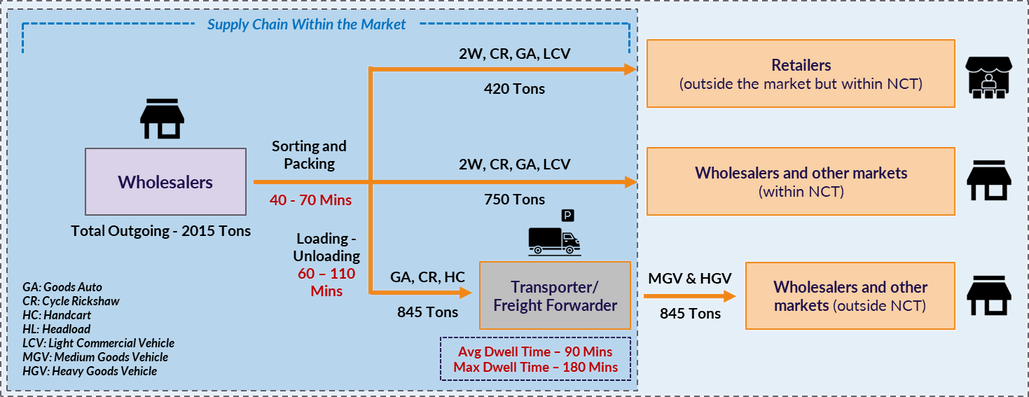 Supply Chain Within the Market
2W, CR, GA, LCV
420 Tons
Retailers
(outside the market but within NCT)
Sorting and
Packing
40 - 70 Mins
Wholesalers
Total Outgoing - 2015 Tons
2W, CR, GA, LCV
750 Tons
Wholesalers and other markets
(within NCT)
P
Loading -
Unloading
60 – 110
Mins
GA, CR, HC
845 Tons
Transporter/
Freight Forwarder
MGV & HGV
845 Tons
Wholesalers and other
markets (outside NCT)
Avg Dwell Time – 90 Mins
Max Dwell Time – 180 Mins
GA: Goods Auto
CR: Cycle Rickshaw
HC: Handcart
HL: Headload
LCV: Light Commercial Vehicle
MGV: Medium Goods Vehicle
HGV: Heavy Goods Vehicle